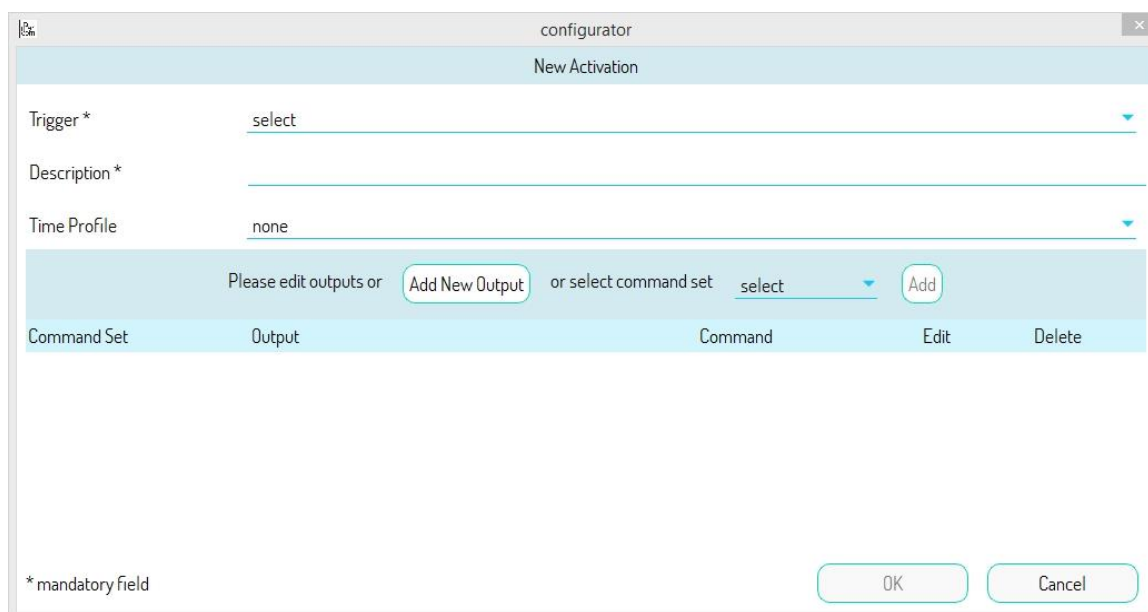 configurator
New Activation
Trigger * select
Description *
Time Profile none
Please edit outputs or Add New Output or select command set select Add
Command Set Output Command Edit Delete
* mandatory field OK Cancel